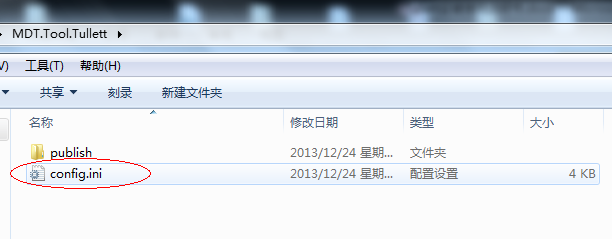 MDT.Tool.Tullett
V) 工具(T) 帮助(H)
共享 刻录 新建文件夹
名称 修改日期 类型 大小
publish 2013/12/24 星期... 文件夹
config.ini 2013/12/24 星期... 配置设置 4 KB